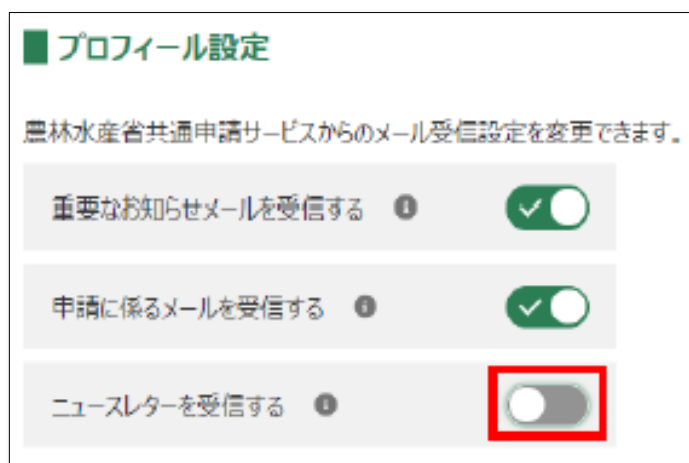 プロフィール設定
農林水産省共通申請サービスからのメール受信設定を変更できます。
重要なお知らせメールを受信する
申請に係るメールを受信する
ニュースレターを受信する